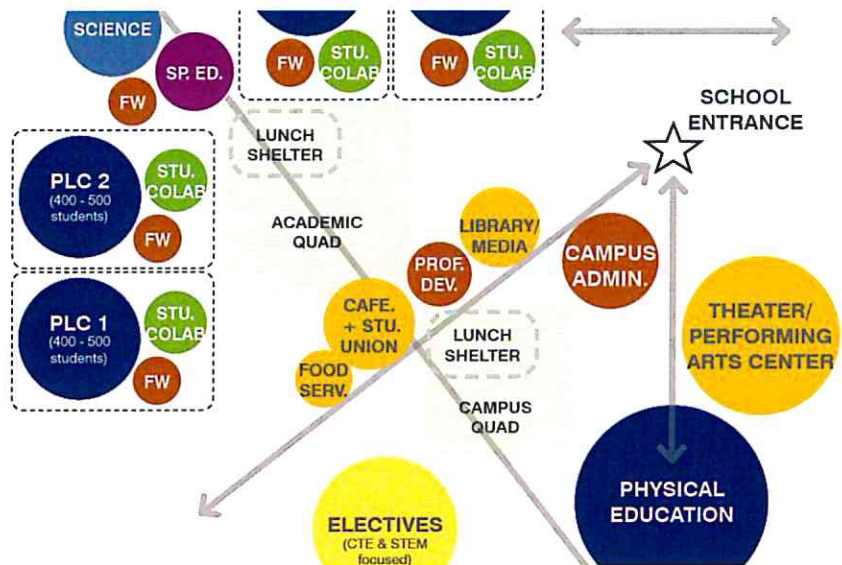 SCIENCE
SP. ED.
FW
FW
STU.
COLAB
FW
STU.
COLAB
SCHOOL
ENTRANCE
LUNCH
SHELTER
PLC 2
(400 - 500
students)
STU.
COLAB
FW
ACADEMIC
QUAD
LIBRARY/
MEDIA
PROF.
DEV.
CAMPUS
ADMIN.
PLC 1
(400 - 500
students)
STU.
COLAB
FW
CAFE.
+ STU.
UNION
FOOD
SERV.
LUNCH
SHELTER
THEATER/
PERFORMING
ARTS CENTER
CAMPUS
QUAD
PHYSICAL
EDUCATION
ELECTIVES
(CTE & STEM
focused)